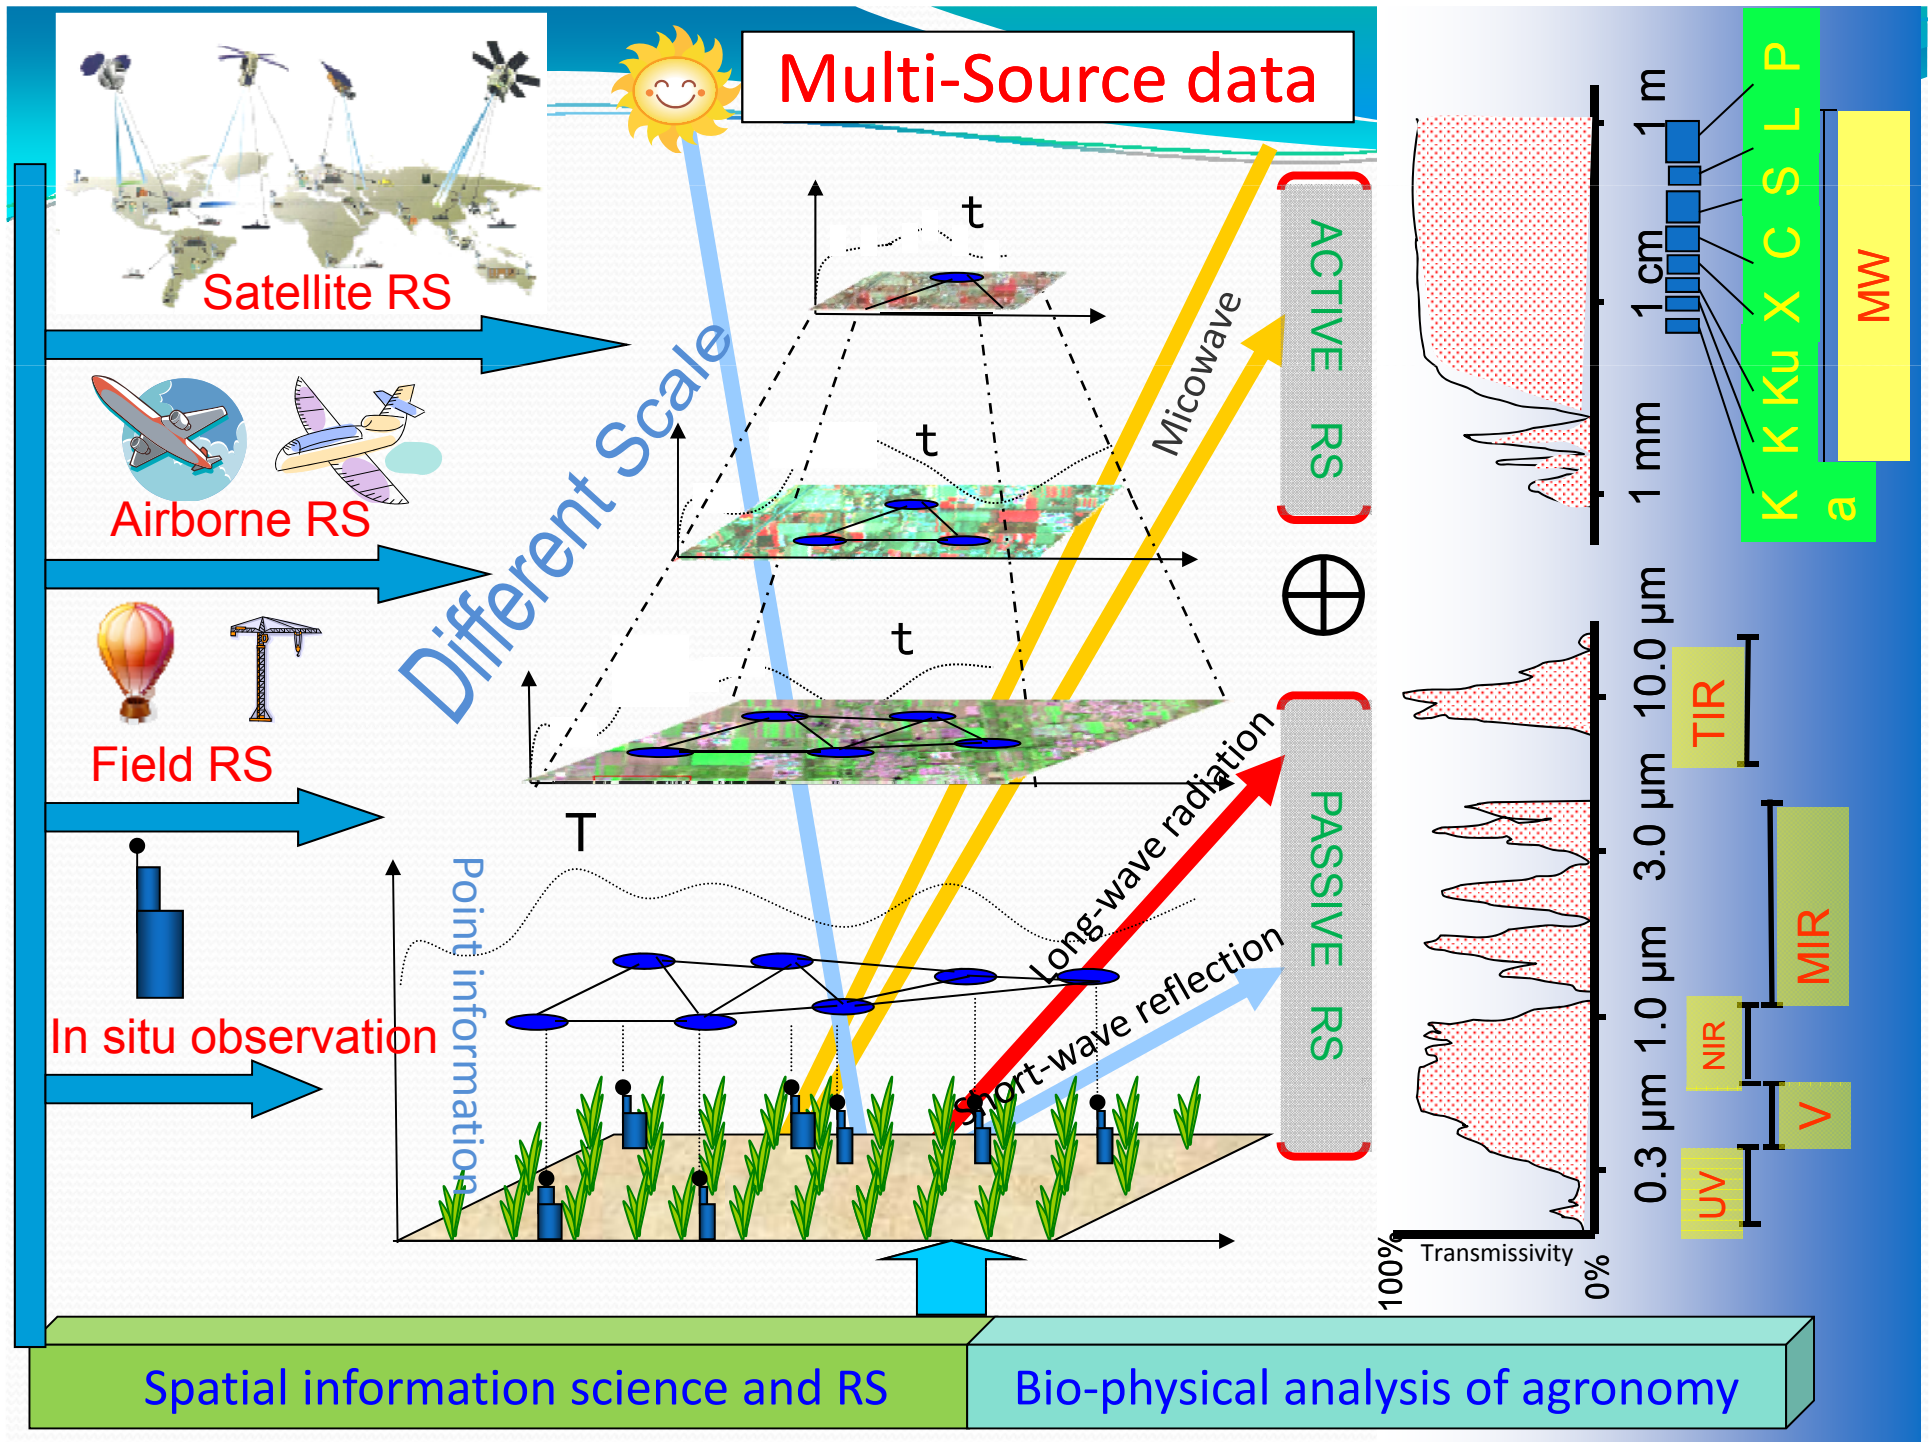 Multi-Source data
Satellite RS
Airborne RS
Field RS
In situ observation
Different Scale
t
t
t
T
Point information
Micowave
Long-wave radiation
Short-wave reflection
ACTIVE RS
PASSIVE RS
1 m
1 cm
1 mm
10.0 μm
3.0 μm
1.0 μm
0.3 μm
P
L
S
C
X
Ku
K
K
a
MW
TIR
MIR
NIR
V
UV
Transmissivity
100%
0%
Spatial information science and RS
Bio-physical analysis of agronomy